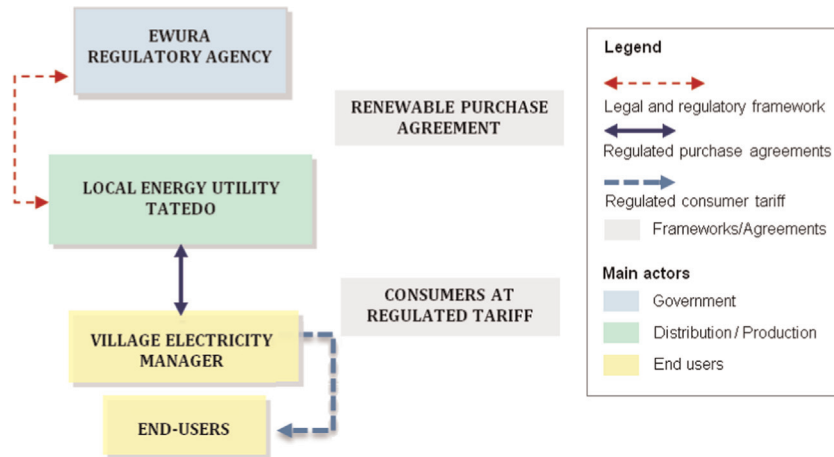 EWURA
REGULATORY AGENCY
RENEWABLE PURCHASE
AGREEMENT
LOCAL ENERGY UTILITY
TATEDO
CONSUMERS AT
REGULATED TARIFF
VILLAGE ELECTRICITY
MANAGER
END-USERS
Legend
Legal and regulatory framework
Regulated purchase agreements
Regulated consumer tariff
Frameworks/Agreements
Main actors
Government
Distribution / Production
End users